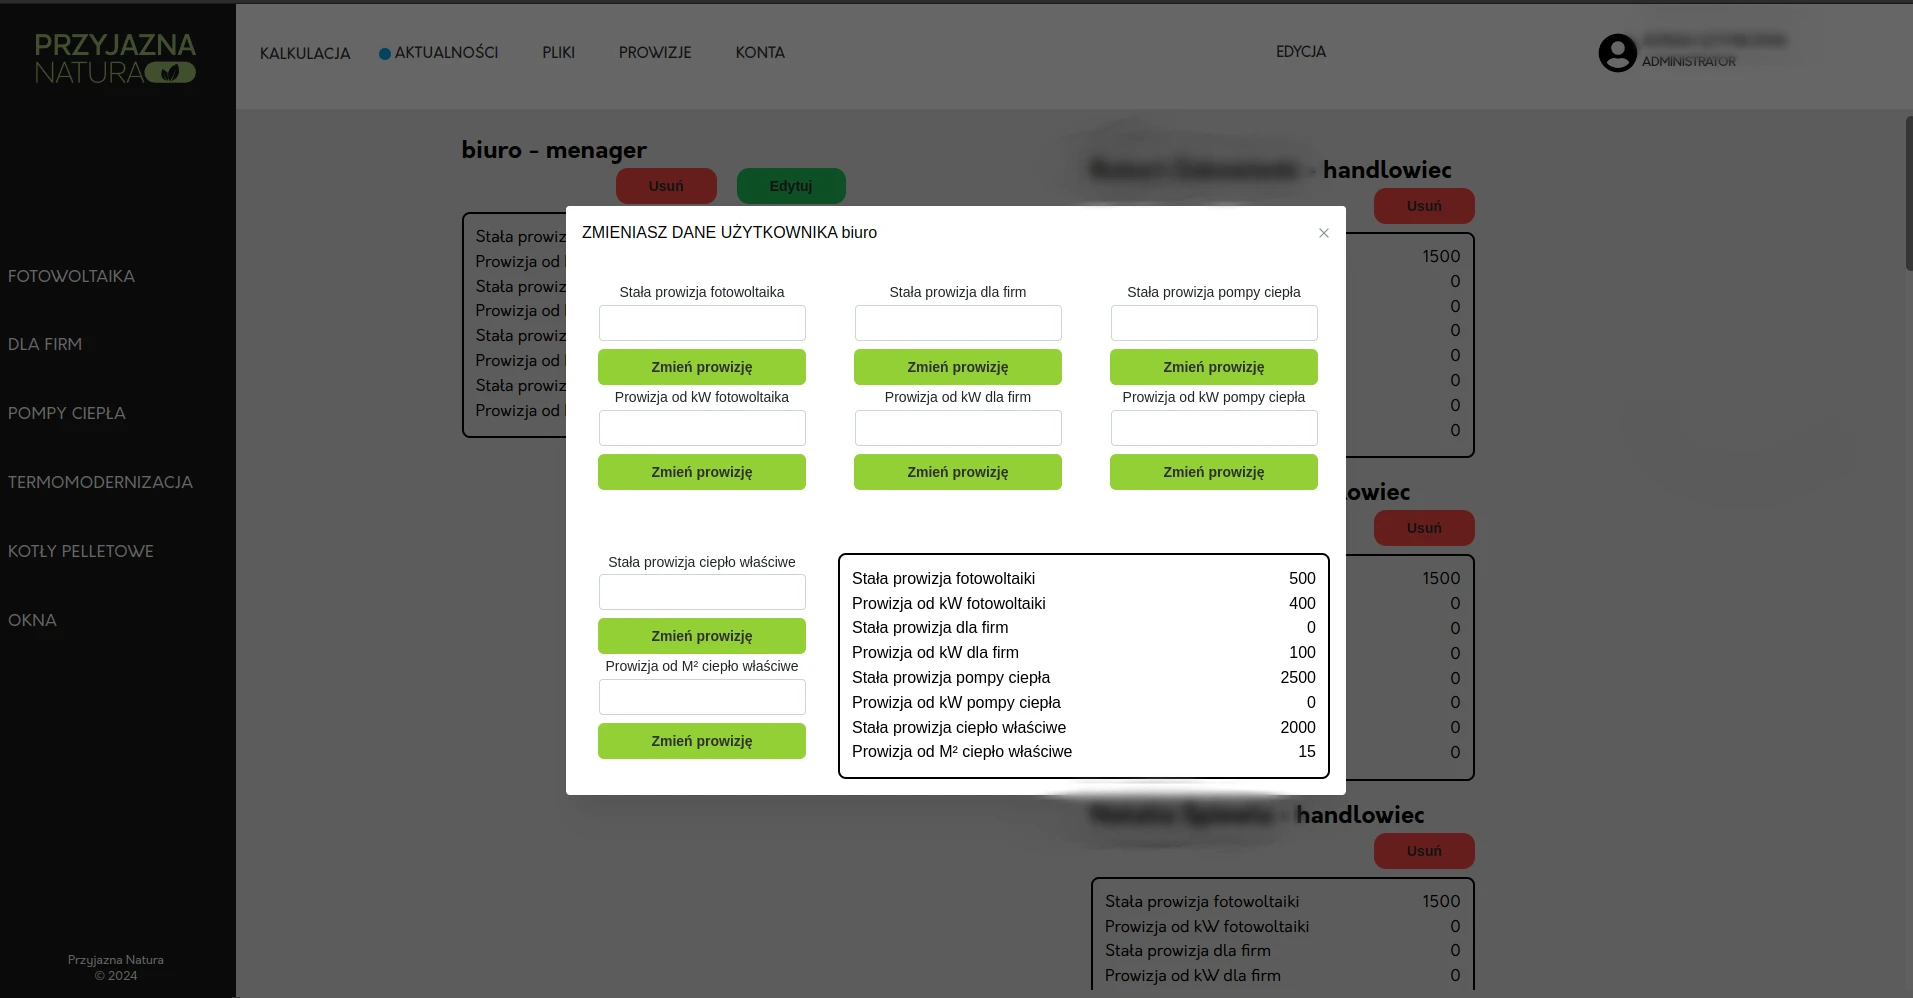 PRZYJAZNA
NATURA
KALKULACJA
AKTUALNOŚCI
PLIKI
PROWIZJE
KONTA
EDYCJA
ADMINISTRATOR
FOTOWOLTAIKA
DLA FIRM
POMPY CIEPŁA
TERMOMODERNIZACJA
KOTŁY PELLETOWE
OKNA
Przyjazna Natura
© 2024
biuro - menager
Usuń
Edytuj
Stała prowiz
Prowizja od
Stała prowiz
Prowizja od
Stała prowiz
Prowizja od
Stała prowiz
Prowizja od
ZMIENIASZ DANE UŻYTKOWNIKA biuro
Stała prowizja fotowoltaika
Zmień prowizję
Prowizja od kW fotowoltaika
Zmień prowizję
Stała prowizja dla firm
Zmień prowizję
Prowizja od kW dla firm
Zmień prowizję
Stała prowizja pompy ciepła
Zmień prowizję
Prowizja od kW pompy ciepła
Zmień prowizję
Stała prowizja ciepło właściwe
Zmień prowizję
Prowizja od M² ciepło właściwe
Zmień prowizję
Stała prowizja fotowoltaiki 500
Prowizja od kW fotowoltaiki 400
Stała prowizja dla firm 0
Prowizja od kW dla firm 100
Stała prowizja pompy ciepła 2500
Prowizja od kW pompy ciepła 0
Stała prowizja ciepło właściwe 2000
Prowizja od M² ciepło właściwe 15
- handlowiec
Usuń
1500
0
0
0
0
0
0
0
lowiec
Usuń
1500
0
0
0
0
0
0
0
- handlowiec
Usuń
Stała prowizja fotowoltaiki 1500
Prowizja od kW fotowoltaiki 0
Stała prowizja dla firm 0
Prowizja od kW dla firm 0